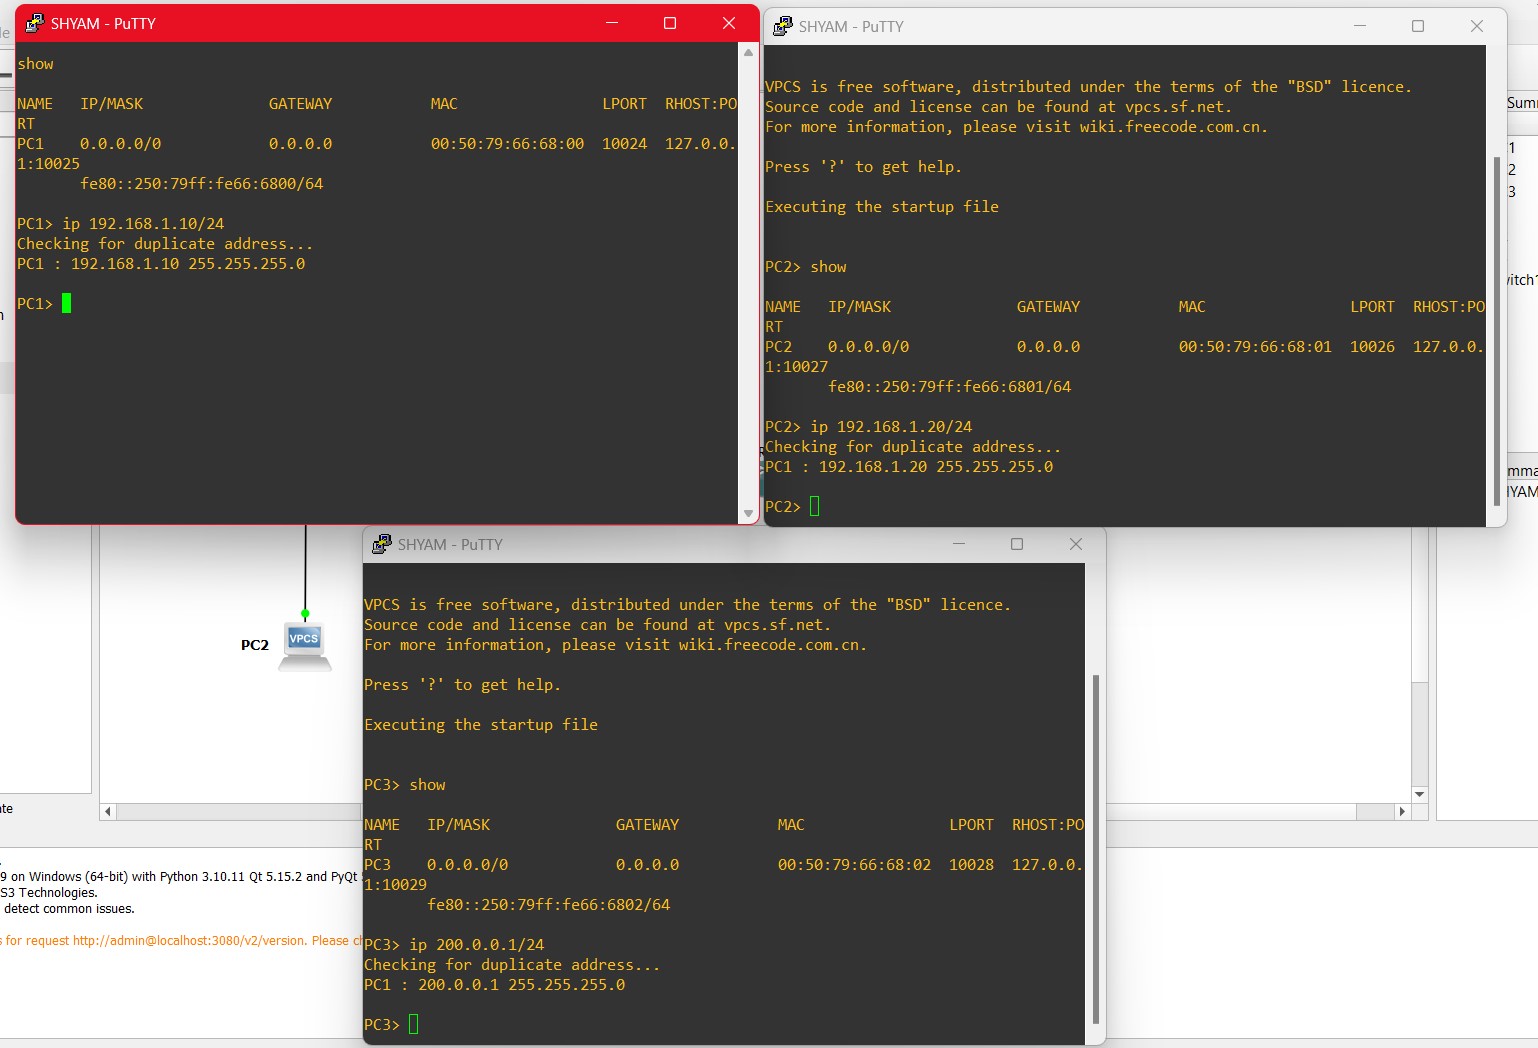 SHYAM - PuTTY
show
NAME   IP/MASK              GATEWAY           MAC                LPORT  RHOST:PO
RT
PC1    0.0.0.0/0            0.0.0.0           00:50:79:66:68:00  10024  127.0.0.
1:10025
       fe80::250:79ff:fe66:6800/64
PC1> ip 192.168.1.10/24
Checking for duplicate address...
PC1 : 192.168.1.10 255.255.255.0
PC1>
SHYAM - PuTTY
VPCS is free software, distributed under the terms of the "BSD" licence.
Source code and license can be found at vpcs.sf.net.
For more information, please visit wiki.freecode.com.cn.
Press '?' to get help.
Executing the startup file
PC2> show
NAME   IP/MASK              GATEWAY           MAC                LPORT  RHOST:PO
RT
PC2    0.0.0.0/0            0.0.0.0           00:50:79:66:68:01  10026  127.0.0.
1:10027
       fe80::250:79ff:fe66:6801/64
PC2> ip 192.168.1.20/24
Checking for duplicate address...
PC1 : 192.168.1.20 255.255.255.0
PC2>
1
2
3
PC2
VPCS
SHYAM - PuTTY
VPCS is free software, distributed under the terms of the "BSD" licence.
Source code and license can be found at vpcs.sf.net.
For more information, please visit wiki.freecode.com.cn.
Press '?' to get help.
Executing the startup file
PC3> show
NAME   IP/MASK              GATEWAY           MAC                LPORT  RHOST:PO
RT
PC3    0.0.0.0/0            0.0.0.0           00:50:79:66:68:02  10028  127.0.0.
1:10029
       fe80::250:79ff:fe66:6802/64
PC3> ip 200.0.0.1/24
Checking for duplicate address...
PC1 : 200.0.0.1 255.255.255.0
PC3>
9 on Windows (64-bit) with Python 3.10.11 Qt 5.15.2 and PyQt
S3 Technologies.
detect common issues.
s for request http://admin@localhost:3080/v2/version. Please